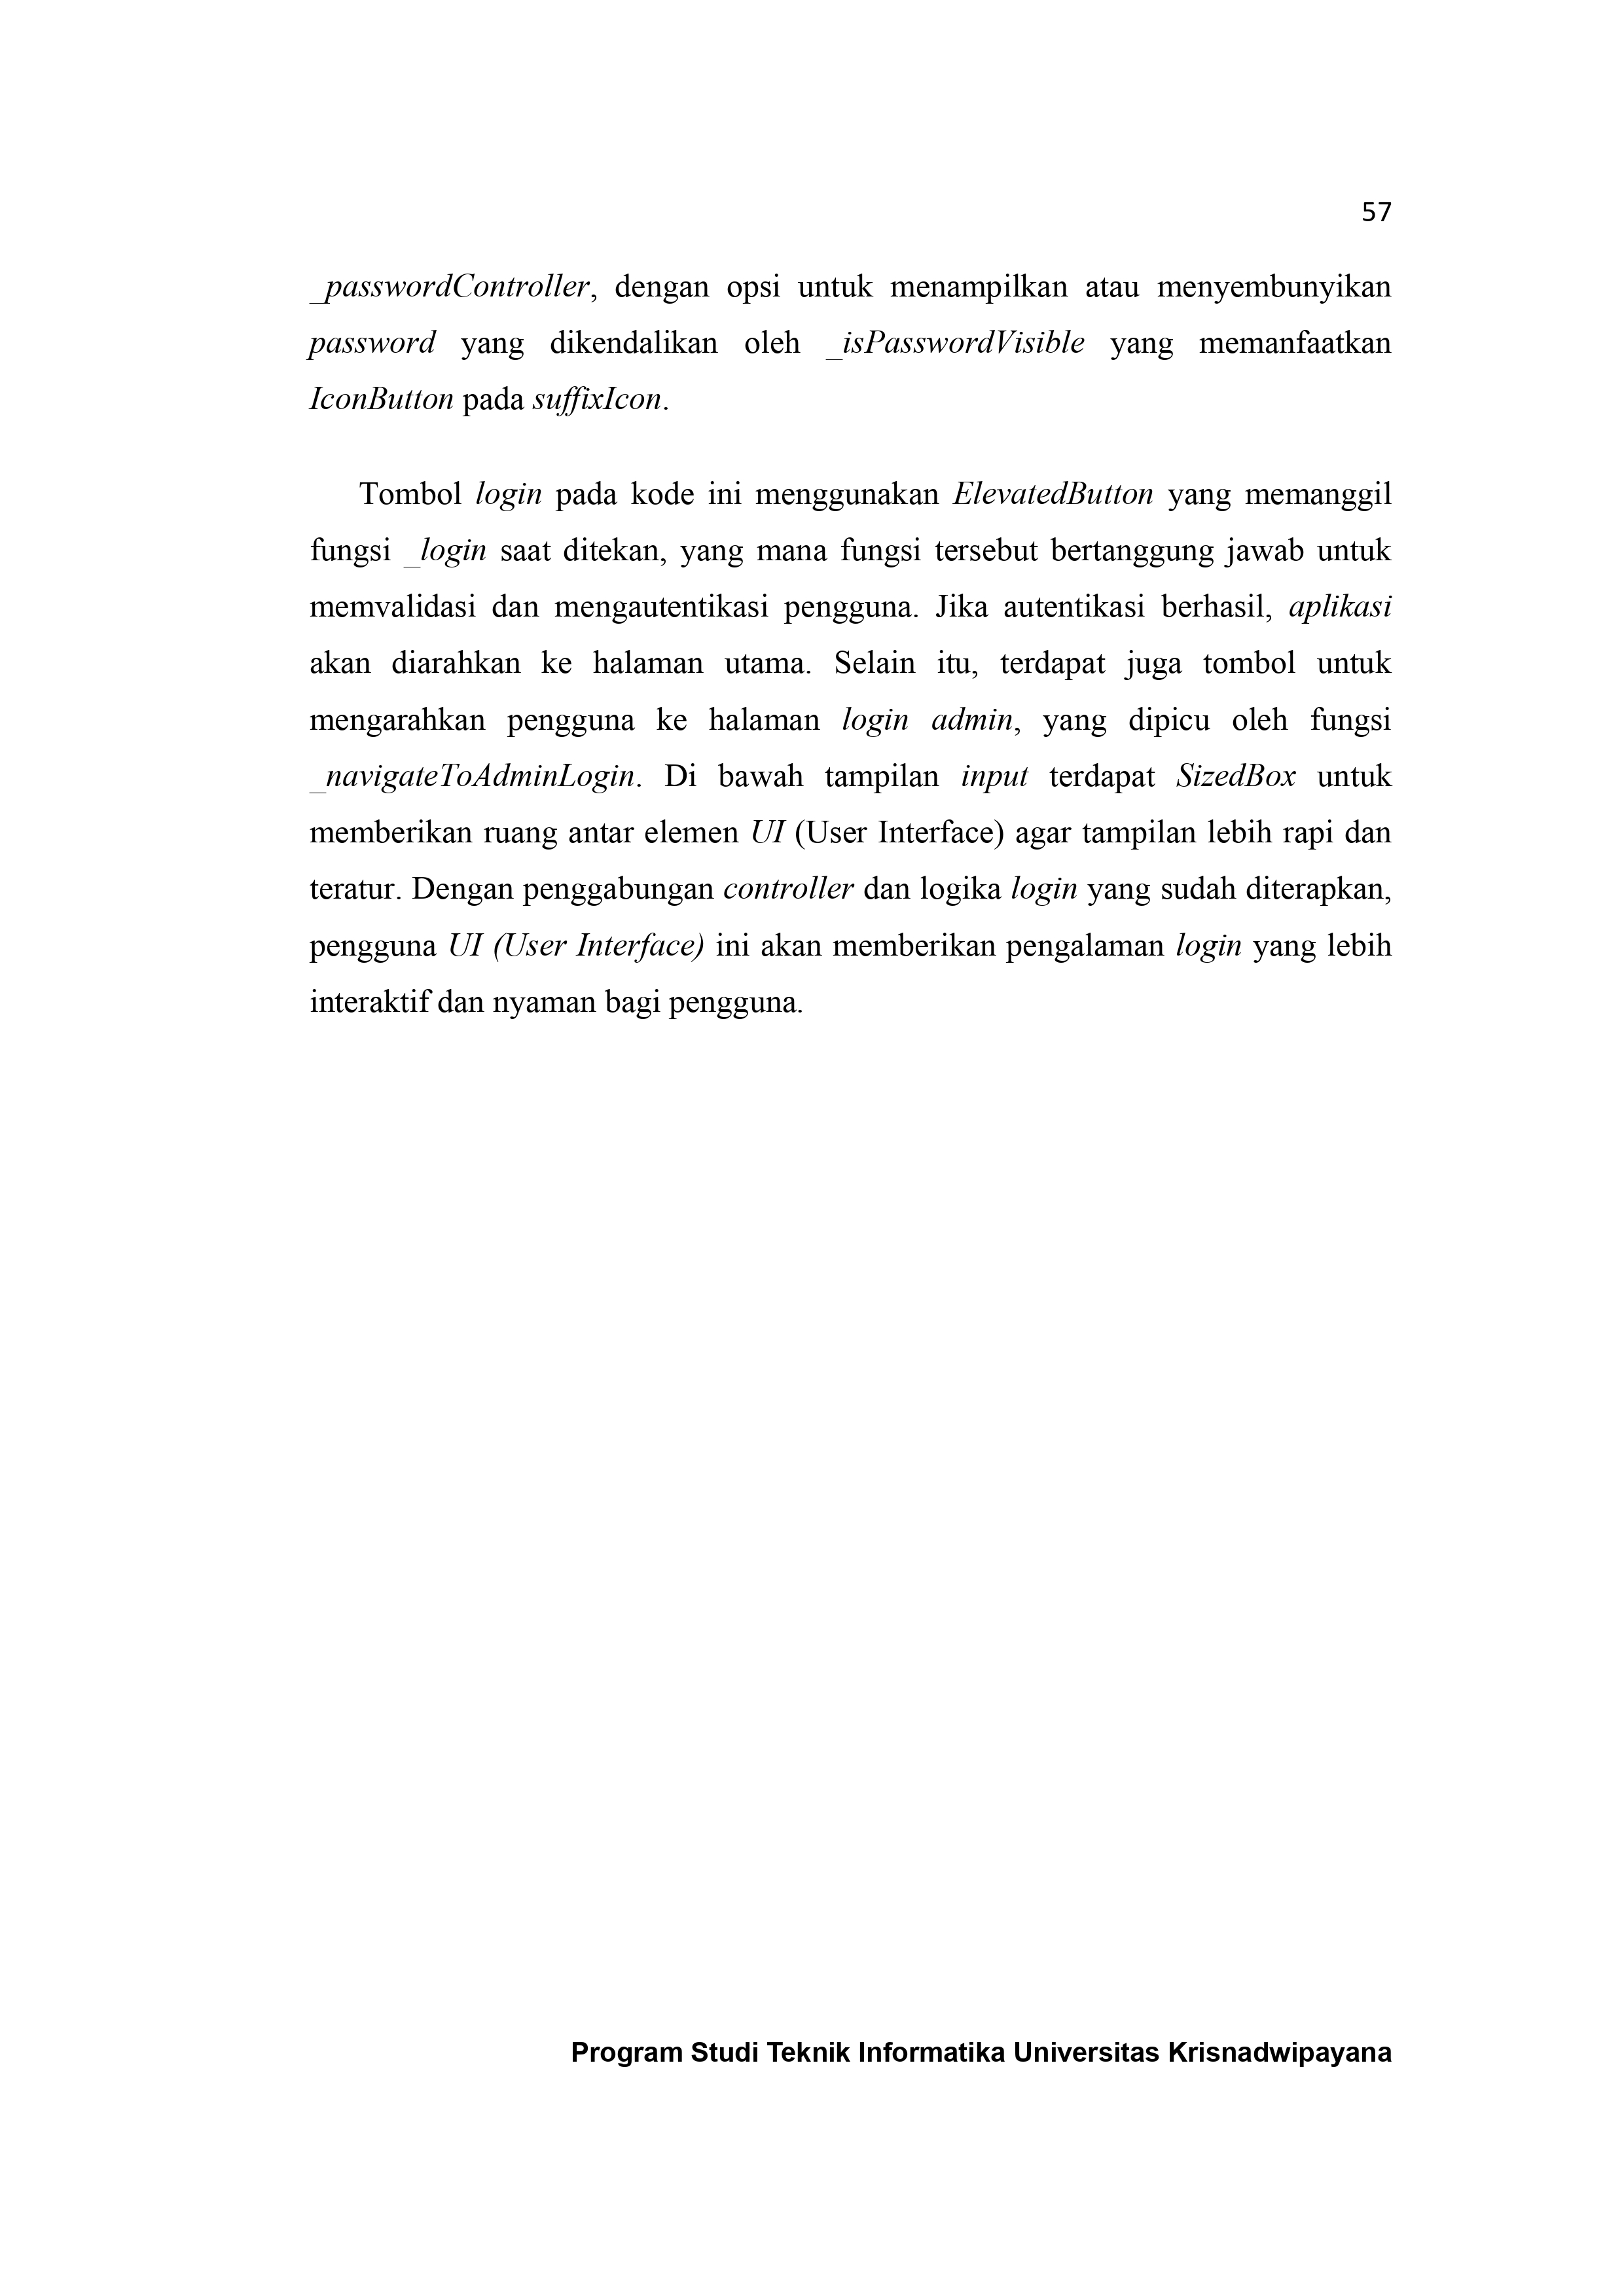 57
_passwordController, dengan opsi untuk menampilkan atau menyembunyikan
password yang dikendalikan oleh _isPasswordVisible yang memanfaatkan
IconButton pada suffixIcon.
Tombol login pada kode ini menggunakan ElevatedButton yang memanggil
fungsi _login saat ditekan, yang mana fungsi tersebut bertanggung jawab untuk
memvalidasi dan mengautentikasi pengguna. Jika autentikasi berhasil, aplikasi
akan diarahkan ke halaman utama. Selain itu, terdapat juga tombol untuk
mengarahkan pengguna ke halaman login admin, yang dipicu oleh fungsi
_navigateToAdminLogin. Di bawah tampilan input terdapat SizedBox untuk
memberikan ruang antar elemen UI (User Interface) agar tampilan lebih rapi dan
teratur. Dengan penggabungan controller dan logika login yang sudah diterapkan,
pengguna UI (User Interface) ini akan memberikan pengalaman login yang lebih
interaktif dan nyaman bagi pengguna.
Program Studi Teknik Informatika Universitas Krisnadwipayana